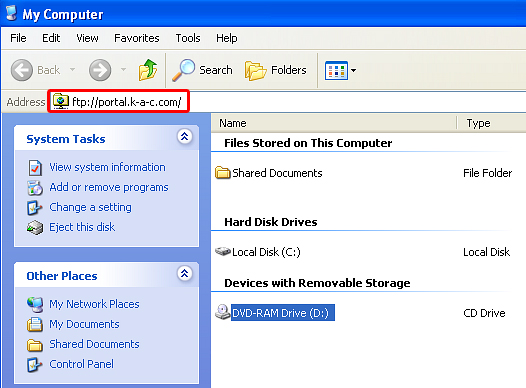 My Computer
File Edit View Favorites Tools Help
Back Search Folders
Address ftp://portal.k-a-c.com/
System Tasks
View system information
Add or remove programs
Change a setting
Eject this disk
Other Places
My Network Places
My Documents
Shared Documents
Control Panel
Name Type
Files Stored on This Computer
Shared Documents File Folder
Hard Disk Drives
Local Disk (C:) Local Disk
Devices with Removable Storage
DVD-RAM Drive (D:) CD Drive